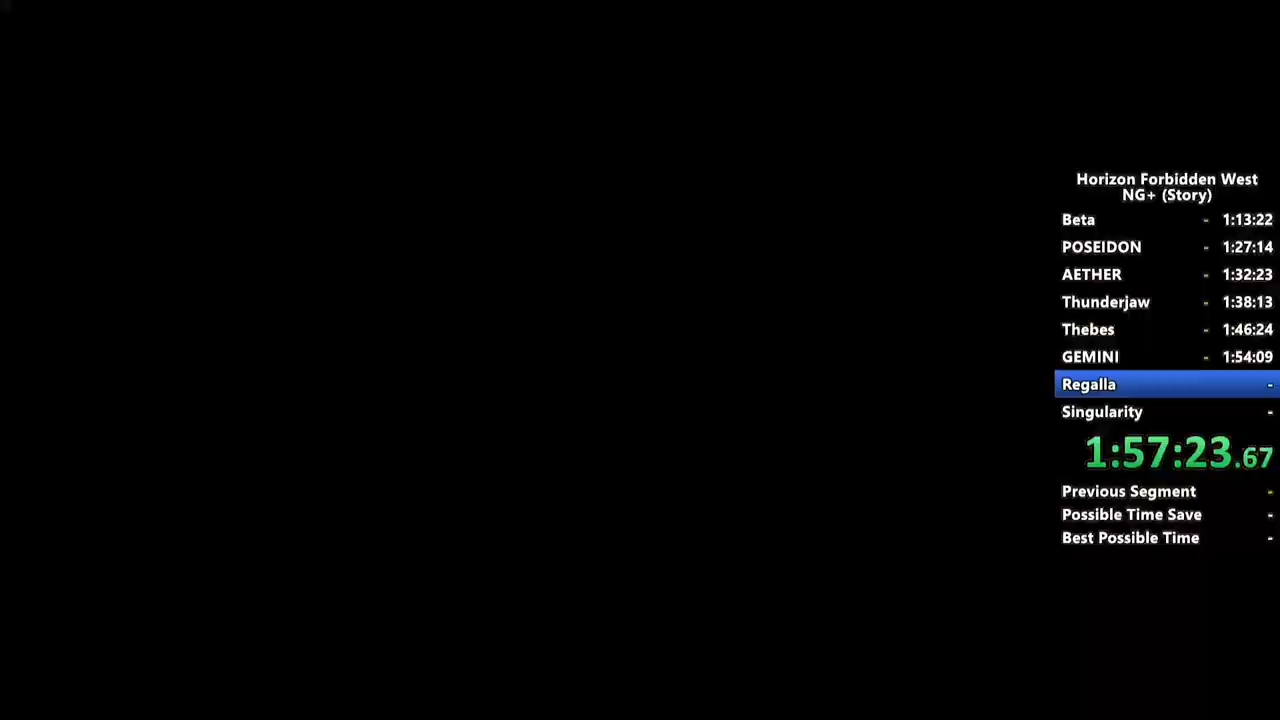 Horizon Forbidden West
NG+ (Story)
Beta - 1:13:22
POSEIDON - 1:27:14
AETHER - 1:32:23
Thunderjaw - 1:38:13
Thebes - 1:46:24
GEMINI - 1:54:09
Regalla -
Singularity -
1:57:23.67
Previous Segment -
Possible Time Save -
Best Possible Time -